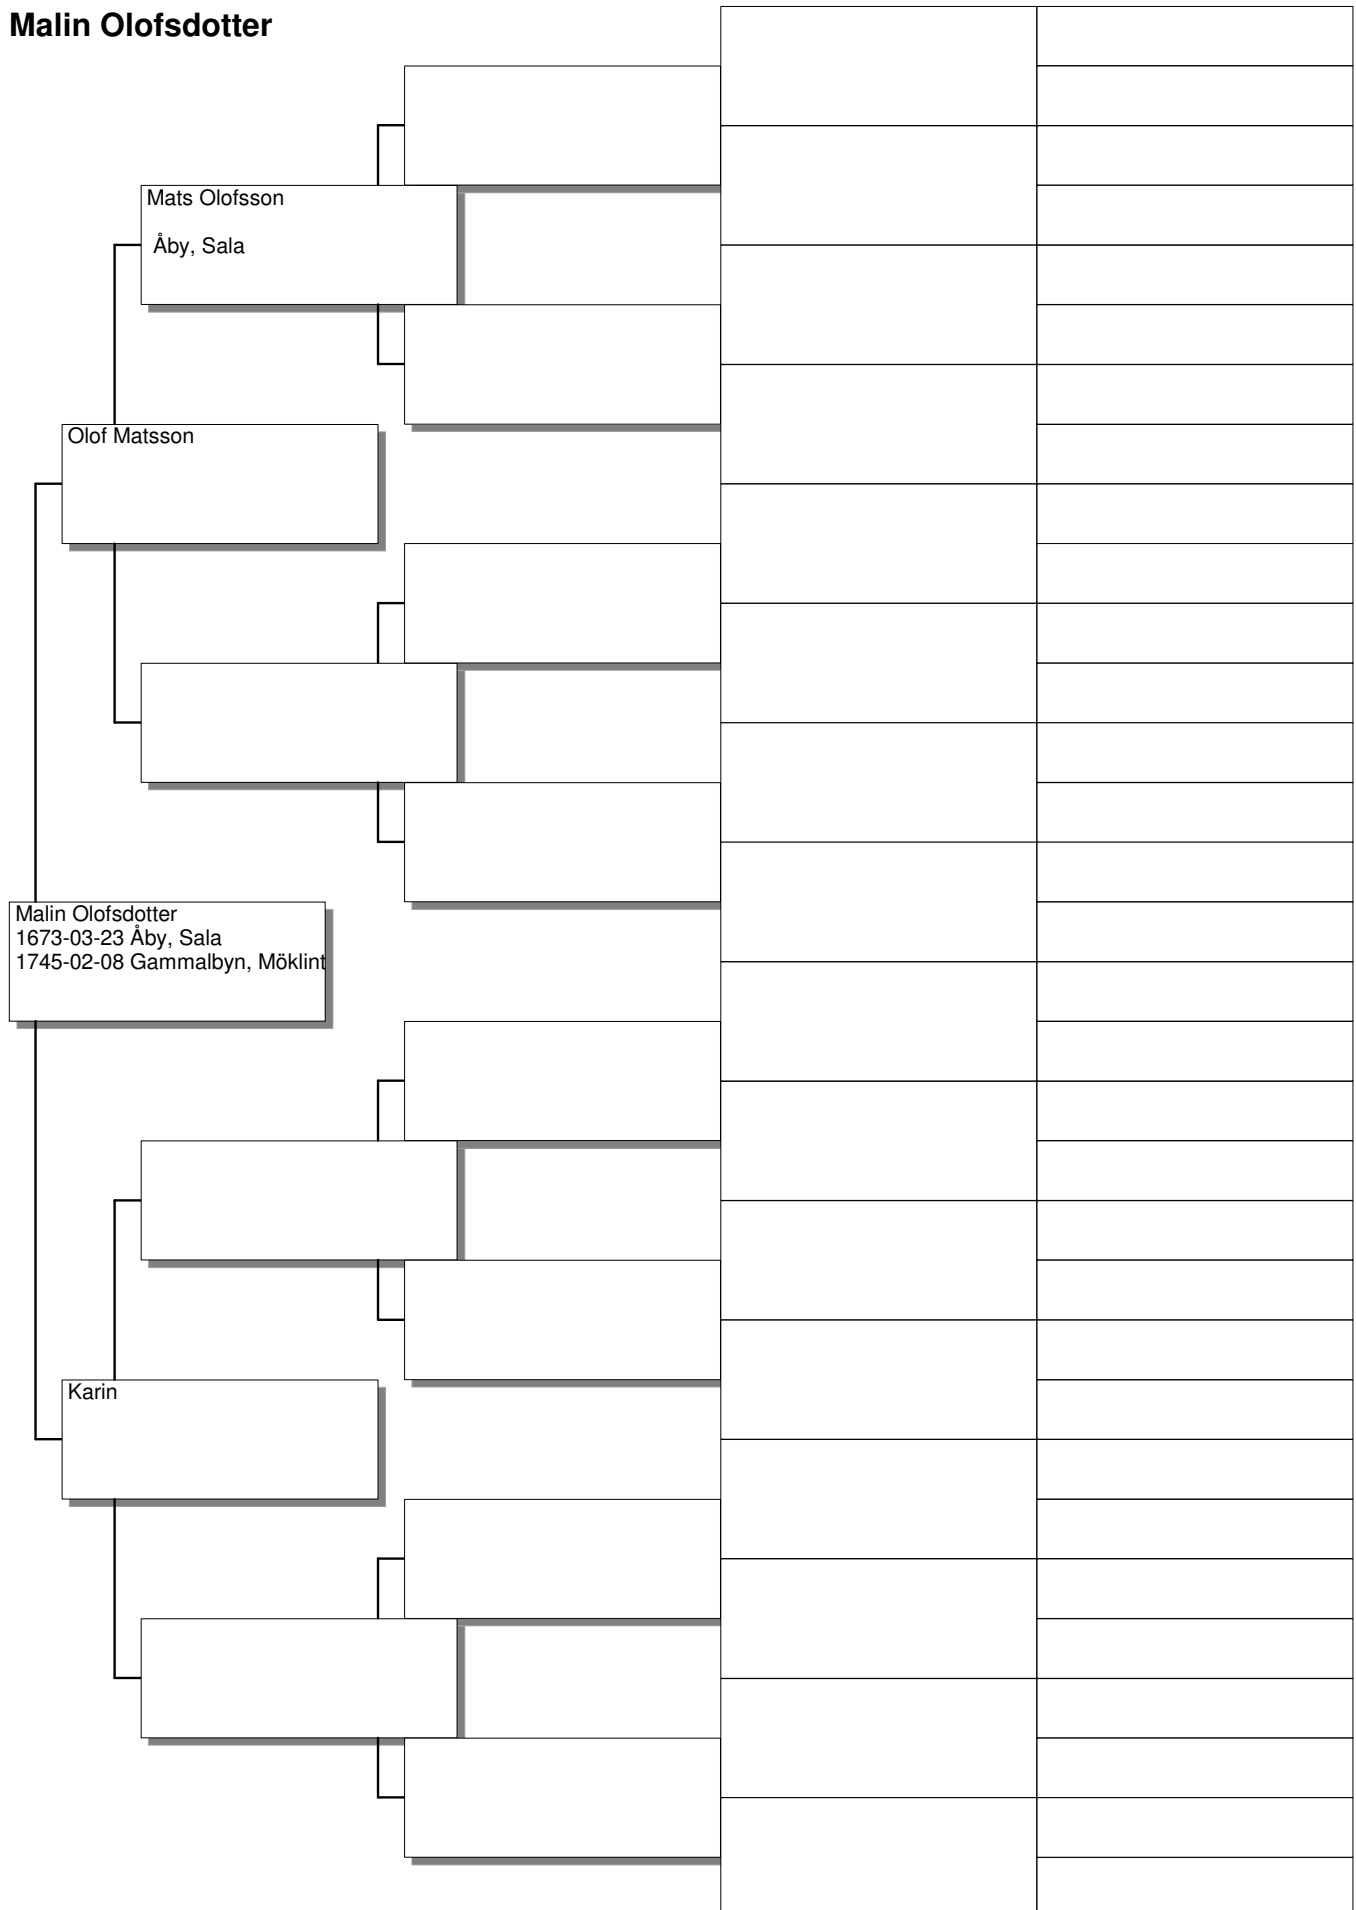 Malin Olofsdotter
Mats Olofsson
Åby, Sala
Olof Matsson
Malin Olofsdotter
1673-03-23 Åby, Sala
1745-02-08 Gammalbyn, Möklint
Karin